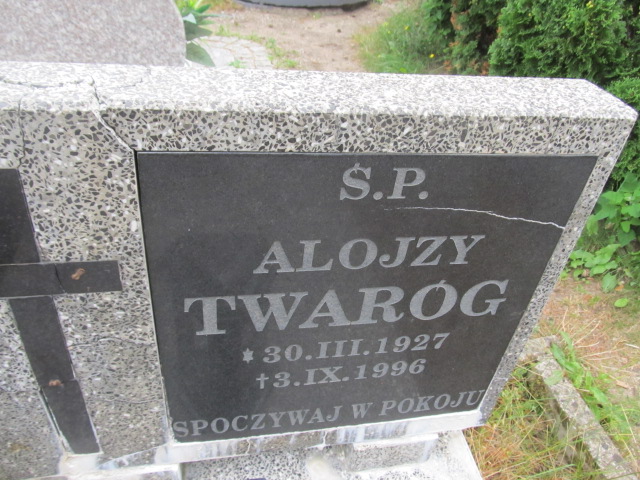 Ś.P.
ALOJZY
TWARÓG
*30.III.1927
†3.IX.1996
SPOCZYWAJ W POKOJU